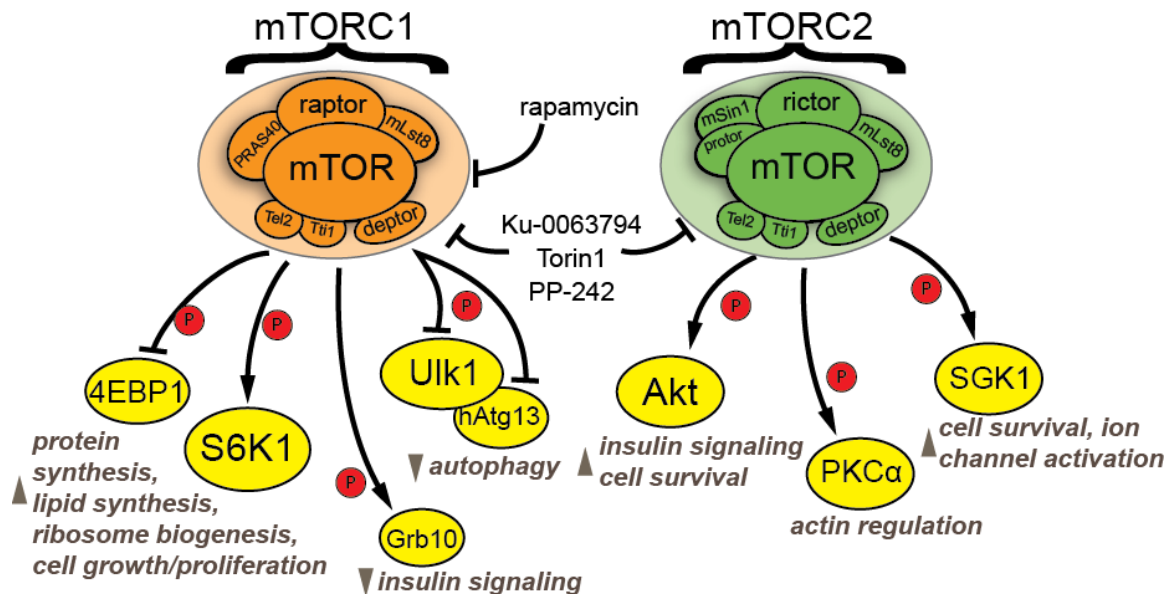 mTORC1
mTORC2
raptor
PRAS40
mLst8
mTOR
Tel2
Tti1
deptor
rapamycin
Ku-0063794
Torin1
PP-242
rictor
mSin1
protor
mLst8
mTOR
Tel2
Tti1
deptor
P
P
P
P
P
P
P
4EBP1
S6K1
Grb10
Ulk1
hAtg13
Akt
PKCα
SGK1
protein
synthesis,
lipid synthesis,
ribosome biogenesis,
cell growth/proliferation
autophagy
insulin signaling
insulin signaling
cell survival
actin regulation
cell survival, ion
channel activation